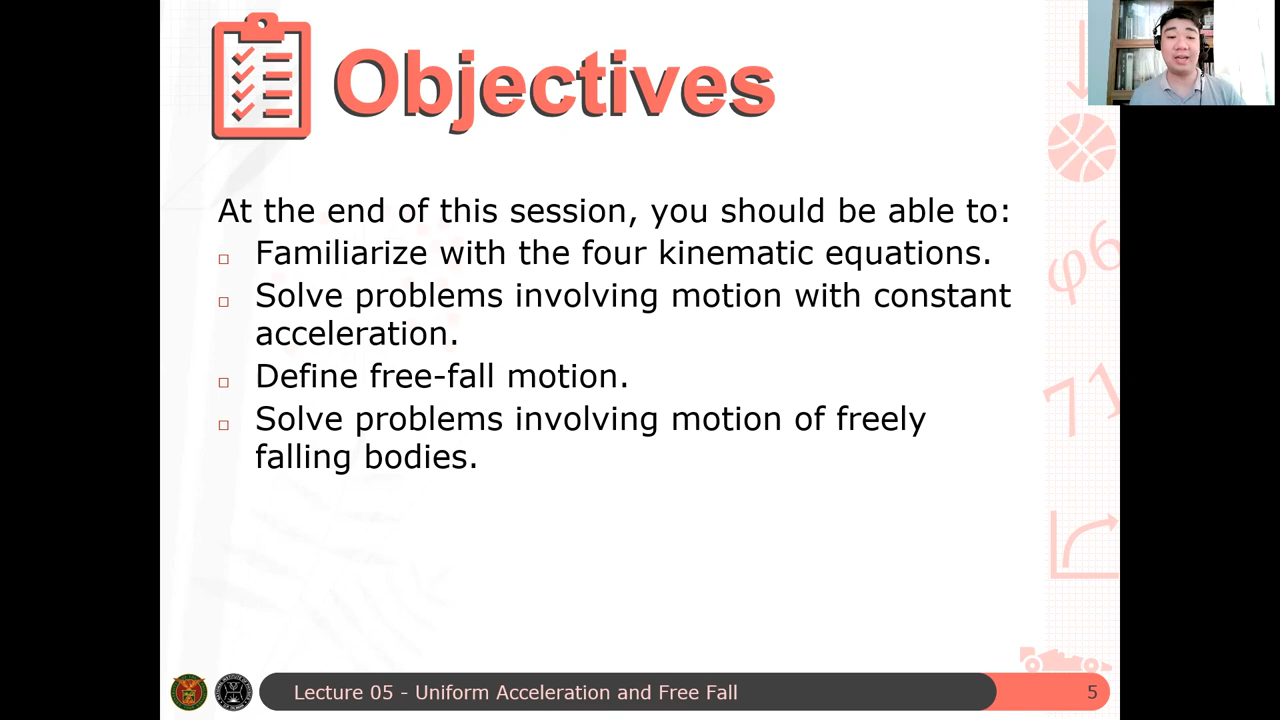 Objectives
At the end of this session, you should be able to:
Familiarize with the four kinematic equations.
Solve problems involving motion with constant
acceleration.
Define free-fall motion.
Solve problems involving motion of freely
falling bodies.
φ6
71
Lecture 05 - Uniform Acceleration and Free Fall
5